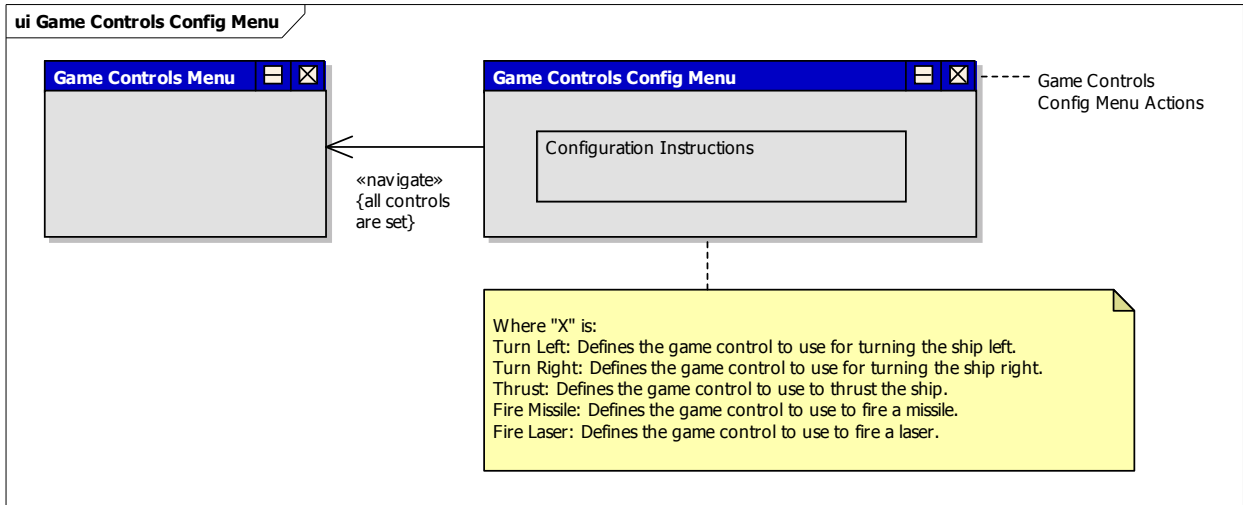 ui Game Controls Config Menu
Game Controls Menu
Game Controls Config Menu
Game Controls
Config Menu Actions
Configuration Instructions
«navigate»
{all controls
are set}
Where "X" is:
Turn Left: Defines the game control to use for turning the ship left.
Turn Right: Defines the game control to use for turning the ship right.
Thrust: Defines the game control to use to thrust the ship.
Fire Missile: Defines the game control to use to fire a missile.
Fire Laser: Defines the game control to use to fire a laser.